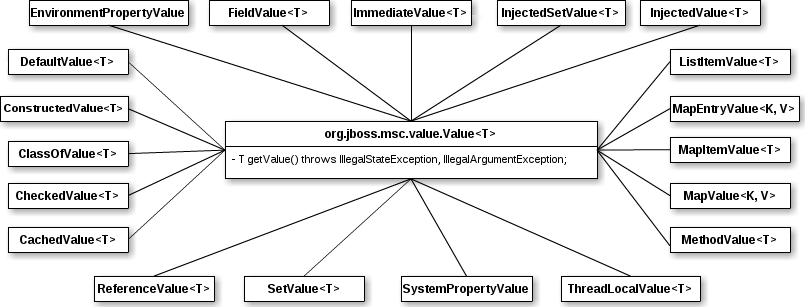 EnvironmentPropertyValue
FieldValue<T>
ImmediateValue<T>
InjectedSetValue<T>
InjectedValue<T>
DefaultValue<T>
ListItemValue<T>
ConstructedValue<T>
MapEntryValue<K, V>
org.jboss.msc.value.Value<T>
- T getValue() throws IllegalStateException, IllegalArgumentException;
ClassOfValue<T>
MapItemValue<T>
CheckedValue<T>
MapValue<K, V>
CachedValue<T>
MethodValue<T>
ReferenceValue<T>
SetValue<T>
SystemPropertyValue
ThreadLocalValue<T>